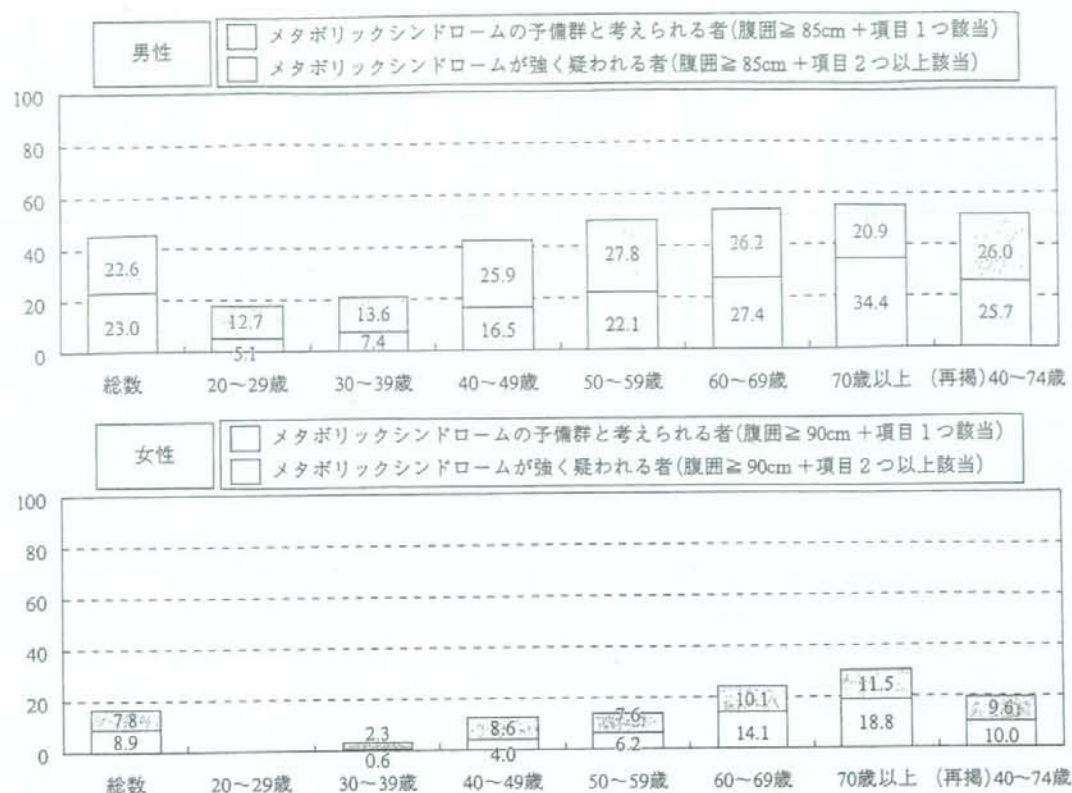 男性
メタボリックシンドロームの予備群と考えられる者(腹囲≧85cm＋項目1つ該当)
メタボリックシンドロームが強く疑われる者(腹囲≧85cm＋項目2つ以上該当)
100
80
60
40
20
0
22.6 12.7 13.6 25.9 27.8 26.2 20.9 26.0
23.0 5.1 7.4 16.5 22.1 27.4 34.4 25.7
総数 20〜29歳 30〜39歳 40〜49歳 50〜59歳 60〜69歳 70歳以上 (再掲)40〜74歳
女性
メタボリックシンドロームの予備群と考えられる者(腹囲≧90cm＋項目1つ該当)
メタボリックシンドロームが強く疑われる者(腹囲≧90cm＋項目2つ以上該当)
100
80
60
40
20
0
7.8 2.3 8.6 7.6 10.1 11.5 9.6
8.9 0.6 4.0 6.2 14.1 18.8 10.0
総数 20〜29歳 30〜39歳 40〜49歳 50〜59歳 60〜69歳 70歳以上 (再掲)40〜74歳